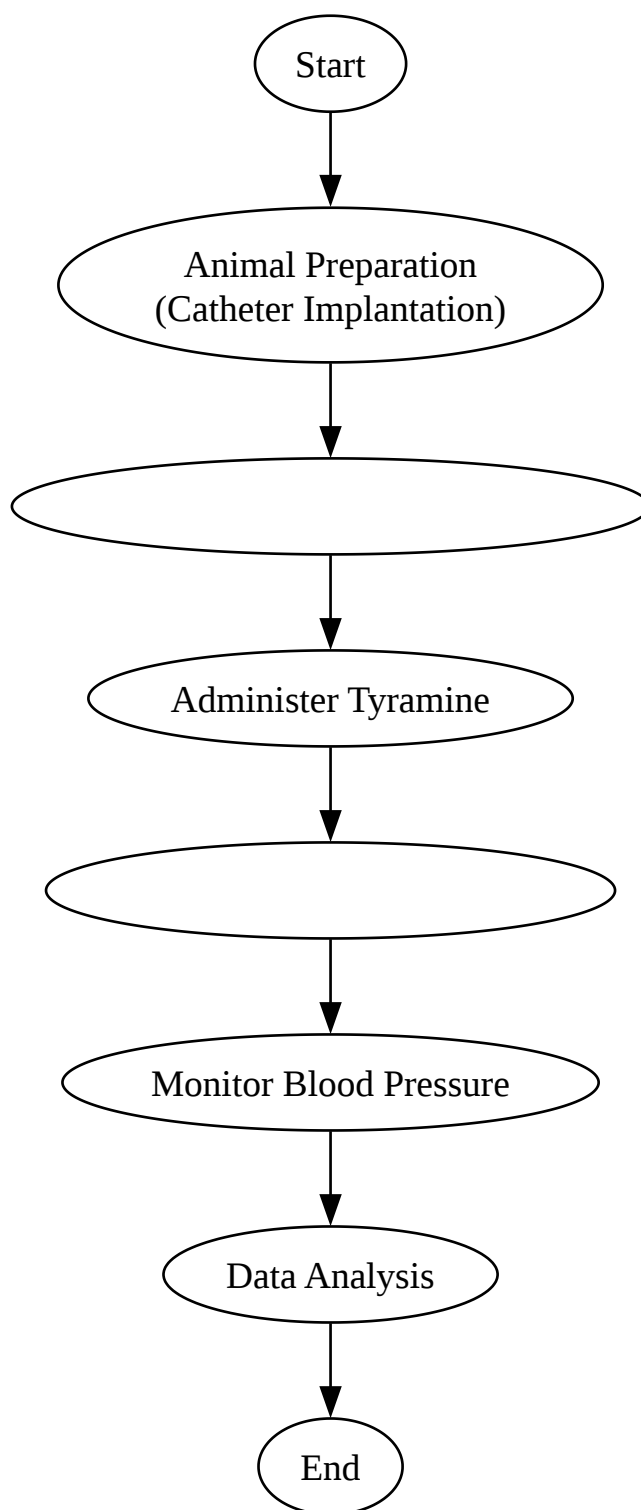 Start
Animal Preparation
(Catheter Implantation)
Administer Tyramine
Monitor Blood Pressure
Data Analysis
End